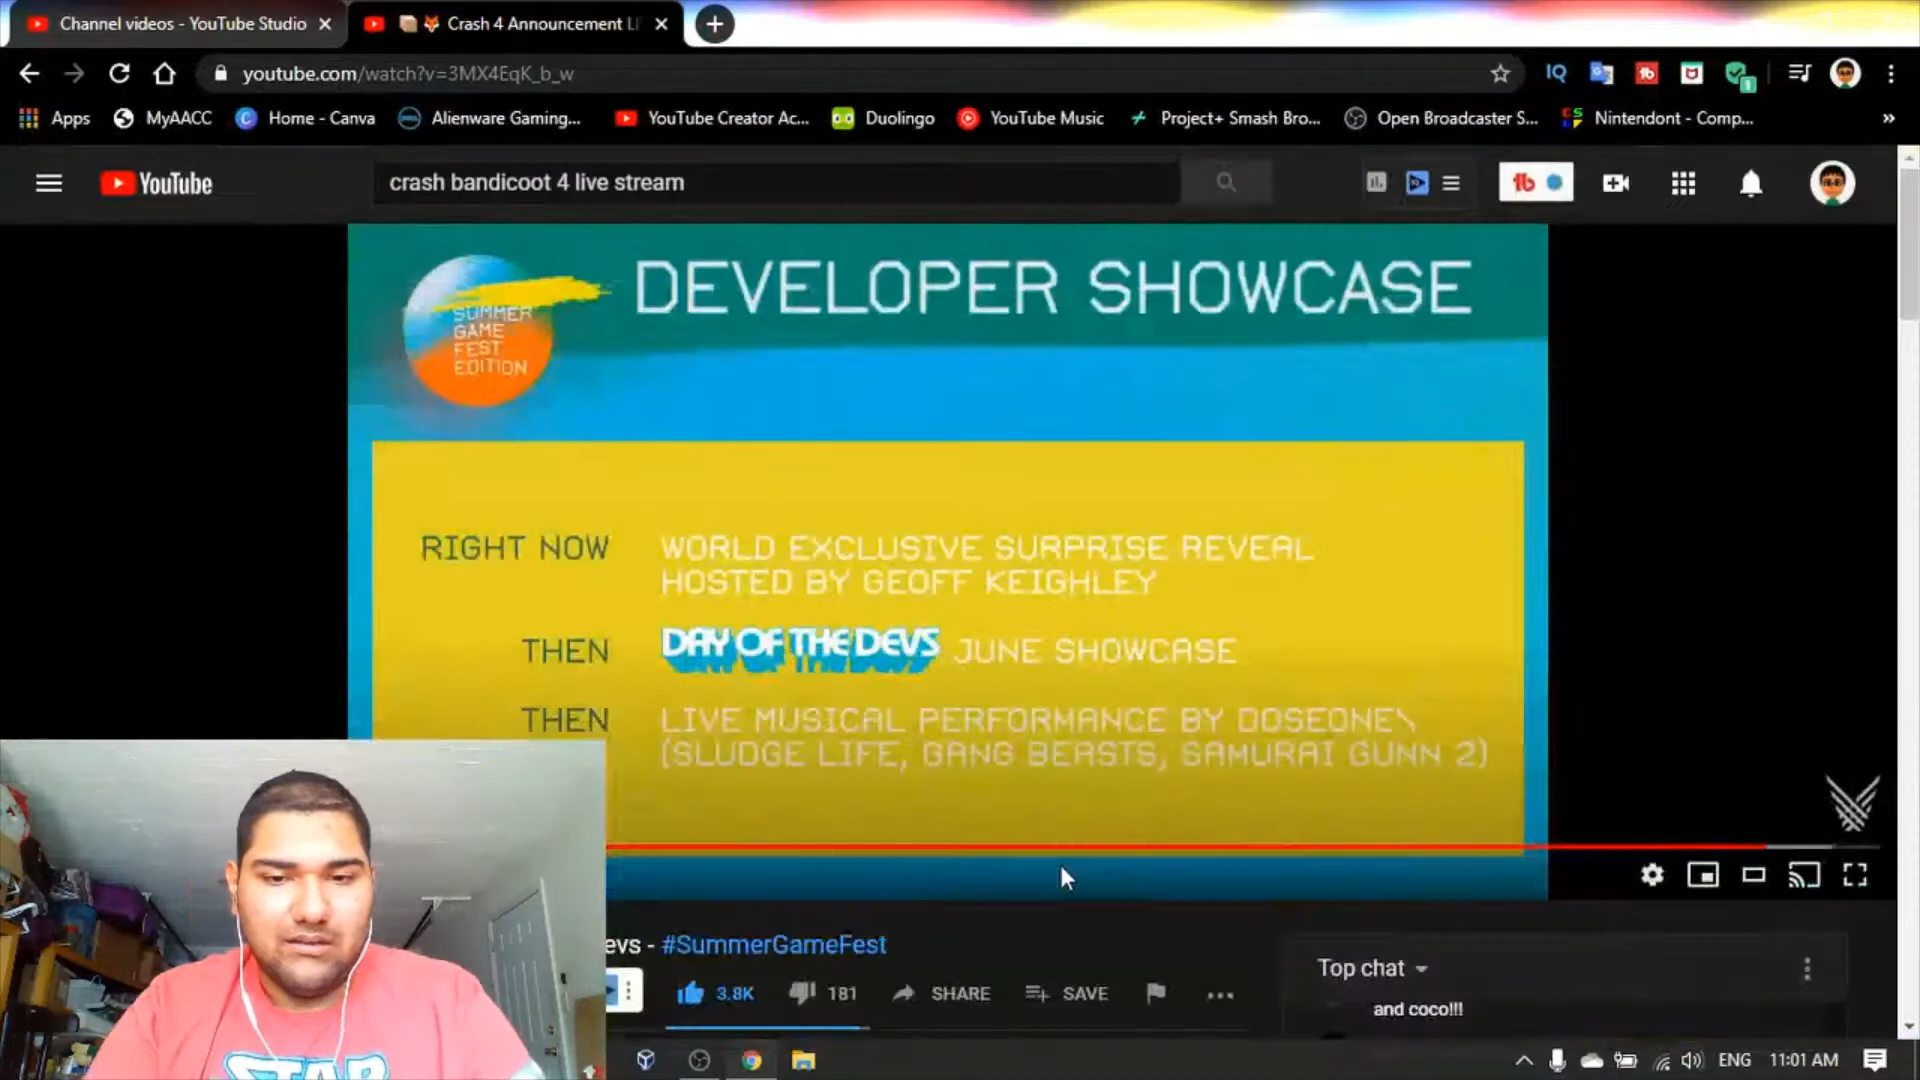 Channel videos - YouTube Studio
Crash 4 Announcement LI
youtube.com/watch?v=3MX4EqK_b_w
Apps
MyAACC
Home - Canva
Alienware Gaming...
YouTube Creator Ac...
Duolingo
YouTube Music
Project+ Smash Bro...
Open Broadcaster S...
Nintendont - Comp...
YouTube
crash bandicoot 4 live stream
SUMMER
GAME
FEST
EDITION
DEVELOPER SHOWCASE
RIGHT NOW
WORLD EXCLUSIVE SURPRISE REVEAL
HOSTED BY GEOFF KEIGHLEY
THEN
DAY OF THE DEVS JUNE SHOWCASE
THEN
LIVE MUSICAL PERFORMANCE BY DOSEONE\
(SLUDGE LIFE, GANG BEASTS, SAMURAI GUNN 2)
evs - #SummerGameFest
3.8K
181
SHARE
SAVE
Top chat
and coco!!!
STAR
ENG
11:01 AM